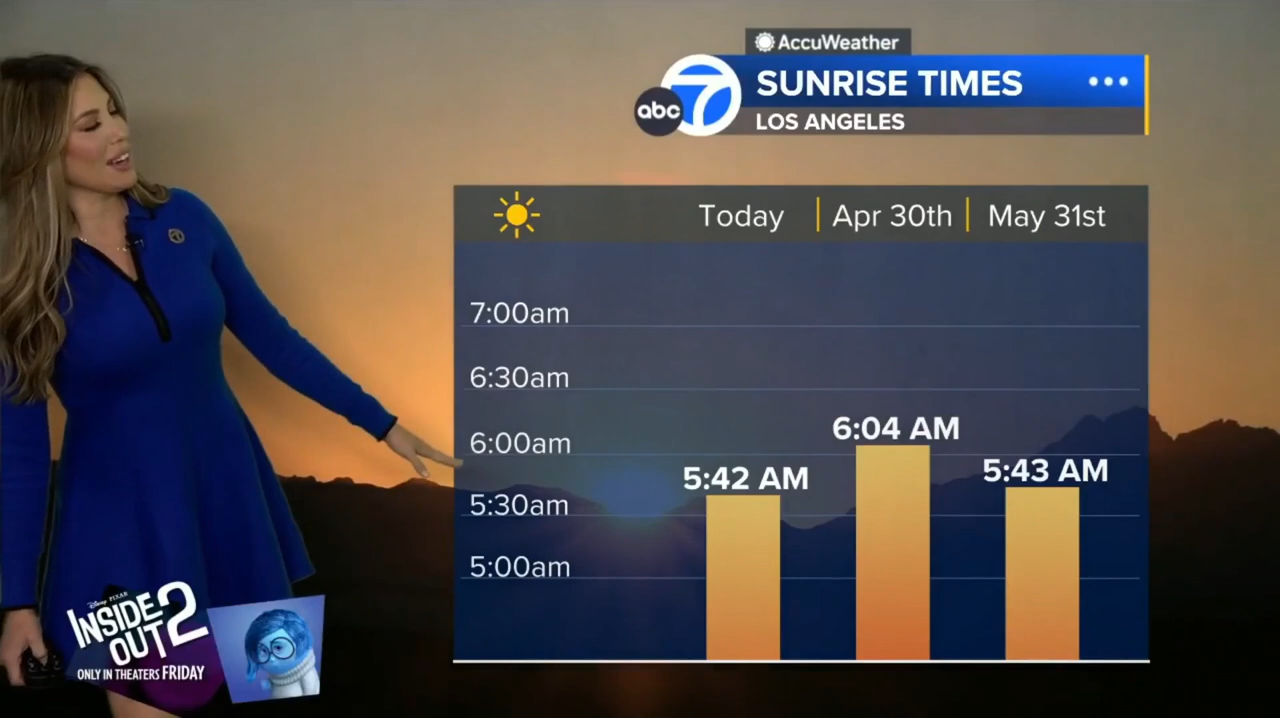 AccuWeather
abc 7
SUNRISE TIMES
LOS ANGELES
Today | Apr 30th | May 31st
7:00am
6:30am
6:00am
5:30am
5:00am
5:42 AM
6:04 AM
5:43 AM
Disney PIXAR
INSIDE
OUT 2
ONLY IN THEATERS FRIDAY